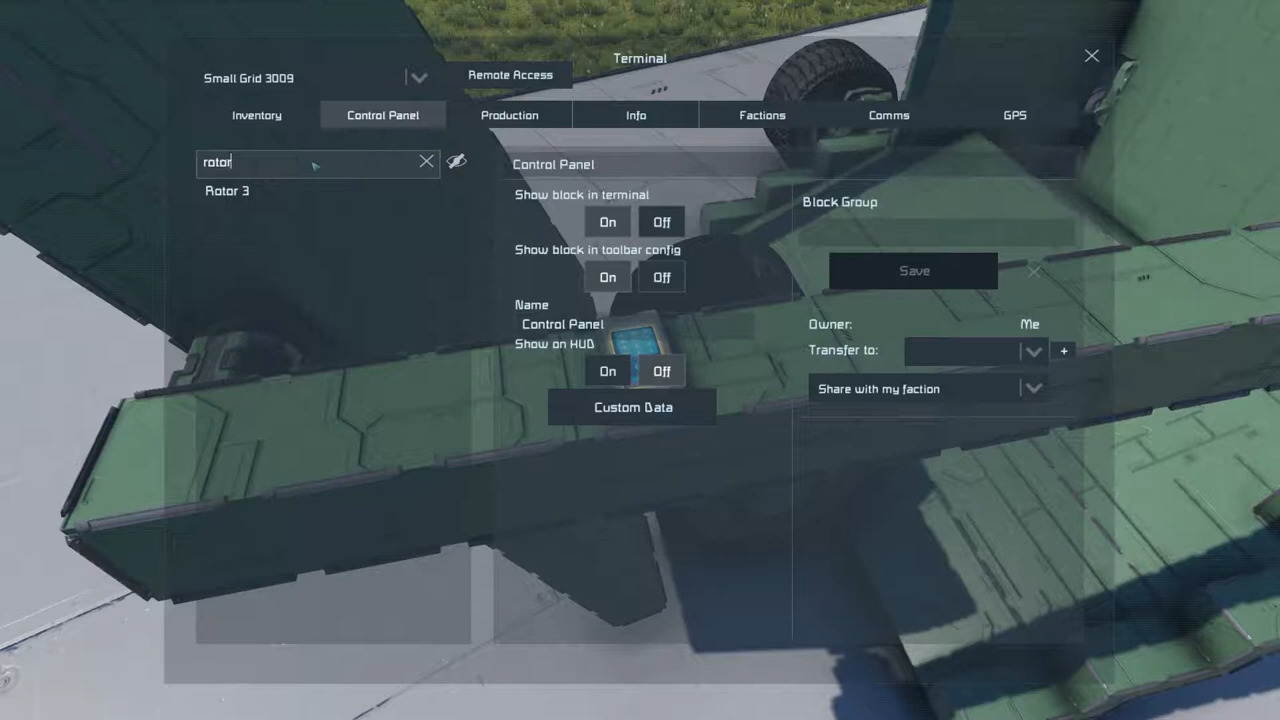 Terminal
Small Grid 3009
Remote Access
Inventory
Control Panel
Production
Info
Factions
Comms
GPS
rotor
Rotor 3
Control Panel
Show block in terminal
On
Off
Show block in toolbar config
On
Off
Name
Control Panel
Show on HUD
On
Off
Custom Data
Block Group
Save
Owner:
Me
Transfer to:
+
Share with my faction